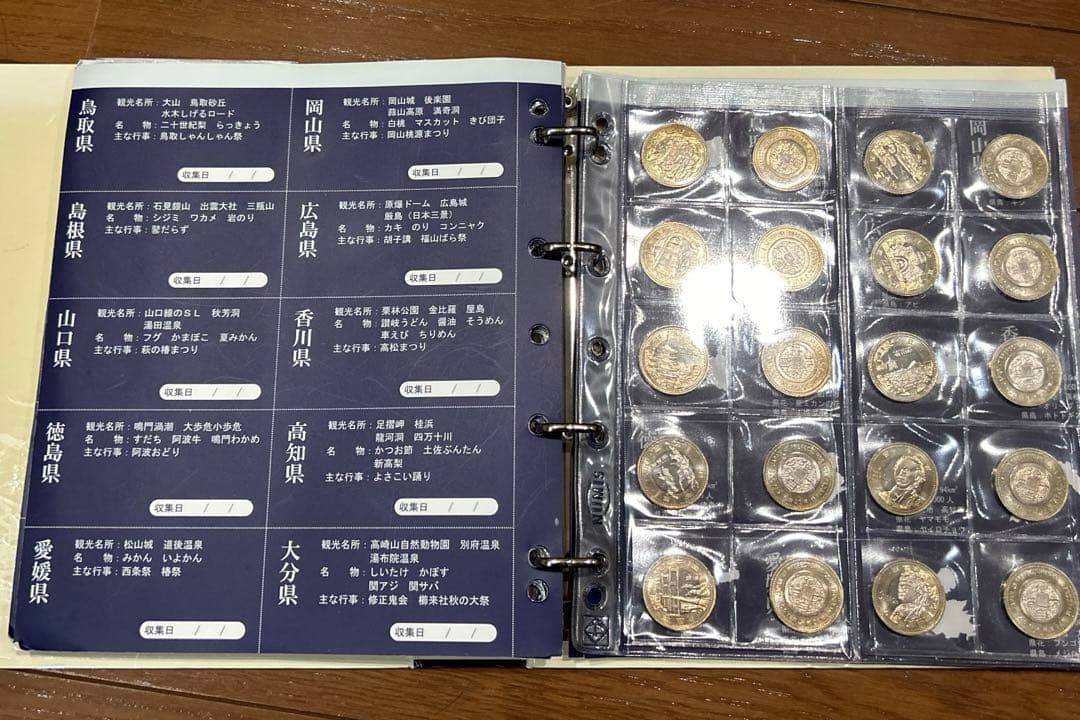 鳥取県
観光名所：大山 鳥取砂丘
水木しげるロード
名 物：二十世紀梨 らっきょう
主な行事：鳥取しゃんしゃん祭
収集日 / /
岡山県
観光名所：岡山城 後楽園
蒜山高原 満奇洞
名 物：白桃 マスカット きび団子
主な行事：岡山桃源まつり
収集日 / /
島根県
観光名所：石見銀山 出雲大社 三瓶山
名 物：シジミ ワカメ 岩のり
主な行事：鼕だらず
収集日 / /
広島県
観光名所：原爆ドーム 広島城
厳島（日本三景）
名 物：カキ のり コンニャク
主な行事：胡子講 福山ばら祭
収集日 / /
山口県
観光名所：山口線のSL 秋芳洞
湯田温泉
名 物：フグ かまぼこ 夏みかん
主な行事：萩の椿まつり
収集日 / /
香川県
観光名所：栗林公園 金比羅 屋島
名 物：讃岐うどん 醤油 そうめん
車えび ちりめん
主な行事：高松まつり
収集日 / /
徳島県
観光名所：鳴門渦潮 大歩危小歩危
名 物：すだち 阿波牛 鳴門わかめ
主な行事：阿波おどり
収集日 / /
高知県
観光名所：足摺岬 桂浜
龍河洞 四万十川
名 物：かつお節 土佐ぶんたん
新高梨
主な行事：よさこい踊り
収集日 / /
愛媛県
観光名所：松山城 道後温泉
名 物：みかん いよかん
主な行事：西条祭 椿祭
収集日 / /
大分県
観光名所：高崎山自然動物園 別府温泉
湯布院温泉
名 物：しいたけ かぼす
関アジ 関サバ
主な行事：修正鬼会 櫛来社秋の大祭
収集日 / /
岡山
香
県花 ヤマモモ